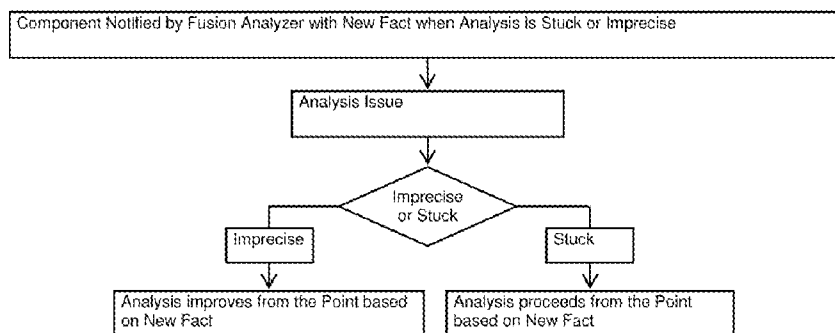 Component Notified by Fusion Analyzer with New Fact when Analysis is Stuck or Imprecise
Analysis Issue
Imprecise
or Stuck
Imprecise
Stuck
Analysis improves from the Point based
on New Fact
Analysis proceeds from the Point
based on New Fact